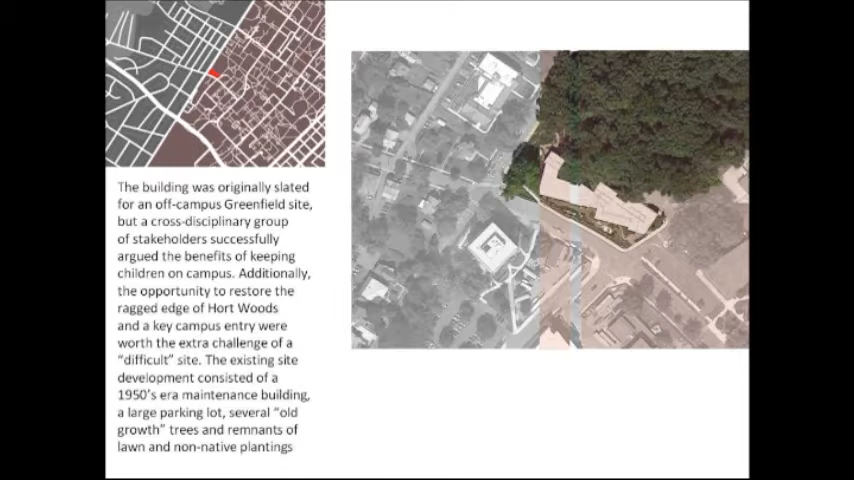 The building was originally slated
for an off-campus Greenfield site,
but a cross-disciplinary group
of stakeholders successfully
argued the benefits of keeping
children on campus. Additionally,
the opportunity to restore the
ragged edge of Hort Woods
and a key campus entry were
worth the extra challenge of a
“difficult” site. The existing site
development consisted of a
1950’s era maintenance building,
a large parking lot, several “old
growth” trees and remnants of
lawn and non-native plantings